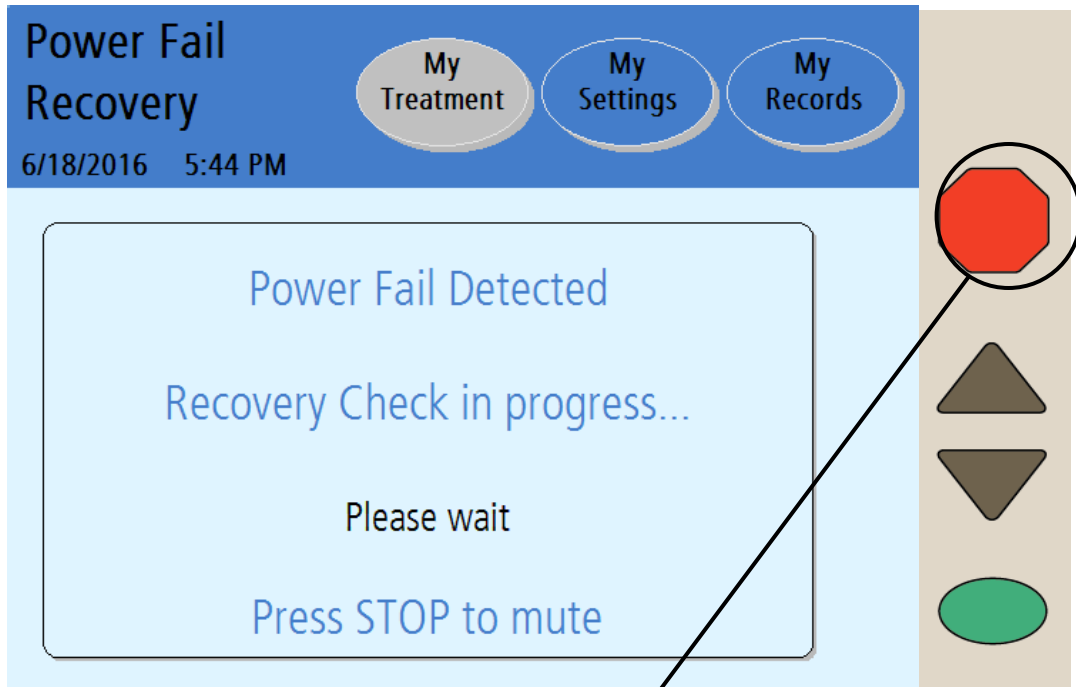 Power Fail
Recovery
6/18/2016 5:44 PM
My
Treatment
My
Settings
My
Records
Power Fail Detected
Recovery Check in progress...
Please wait
Press STOP to mute